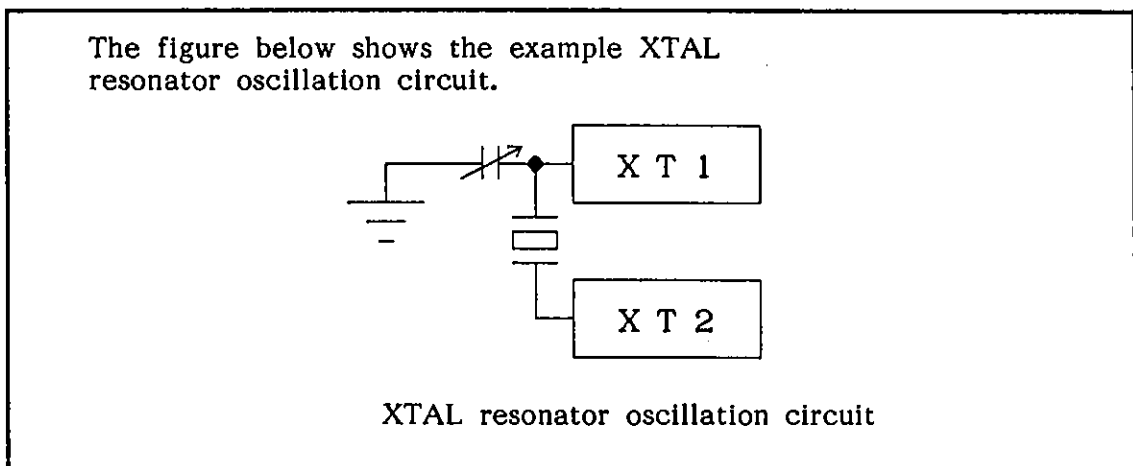 The figure below shows the example XTAL
resonator oscillation circuit.
X T 1
X T 2
XTAL resonator oscillation circuit